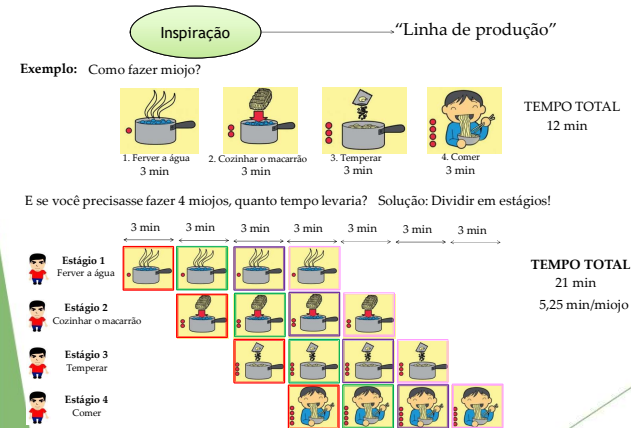 Inspiração
“Linha de produção”
Exemplo: Como fazer miojo?
TEMPO TOTAL
12 min
1. Ferver a água
3 min
2. Cozinhar o macarrão
3 min
3. Temperar
3 min
4. Comer
3 min
E se você precisasse fazer 4 miojos, quanto tempo levaria? Solução: Dividir em estágios!
3 min 3 min 3 min 3 min 3 min 3 min 3 min
Estágio 1
Ferver a água
Estágio 2
Cozinhar o macarrão
Estágio 3
Temperar
Estágio 4
Comer
TEMPO TOTAL
21 min
5,25 min/miojo